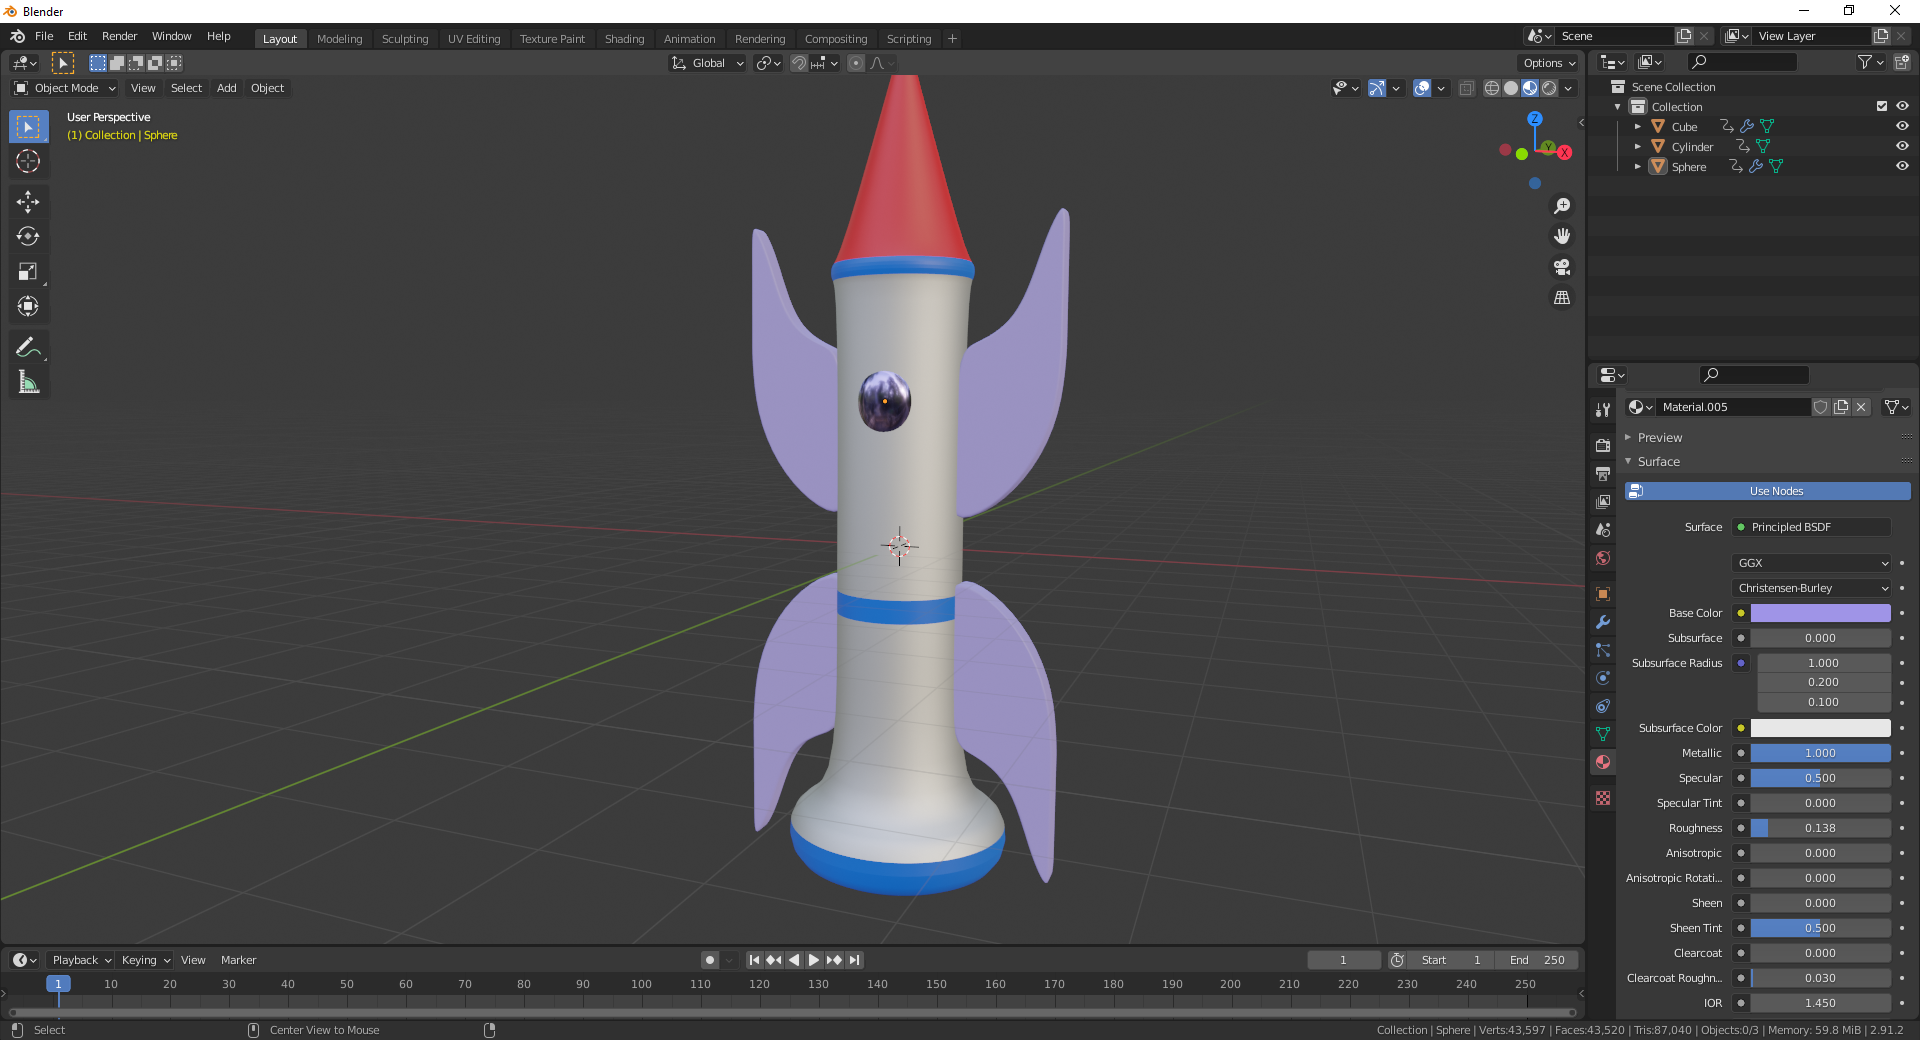 Blender
File Edit Render Window Help Layout Modeling Sculpting UV Editing Texture Paint Shading Animation Rendering Compositing Scripting + Scene View Layer
Global Options
Object Mode View Select Add Object
User Perspective
(1) Collection | Sphere
Z
Y
X
Scene Collection
Collection
Cube
Cylinder
Sphere
Material.005
Preview
Surface
Use Nodes
Surface Principled BSDF
GGX
Christensen-Burley
Base Color
Subsurface 0.000
Subsurface Radius 1.000
0.200
0.100
Subsurface Color
Metallic 1.000
Specular 0.500
Specular Tint 0.000
Roughness 0.138
Anisotropic 0.000
Anisotropic Rotati... 0.000
Sheen 0.000
Sheen Tint 0.500
Clearcoat 0.000
Clearcoat Roughn... 0.030
IOR 1.450
Playback Keying View Marker 1 Start 1 End 250
1 10 20 30 40 50 60 70 80 90 100 110 120 130 140 150 160 170 180 190 200 210 220 230 240 250
Select Center View to Mouse Collection | Sphere | Verts:43,597 | Faces:43,520 | Tris:87,040 | Objects:0/3 | Memory: 59.8 MiB | 2.91.2